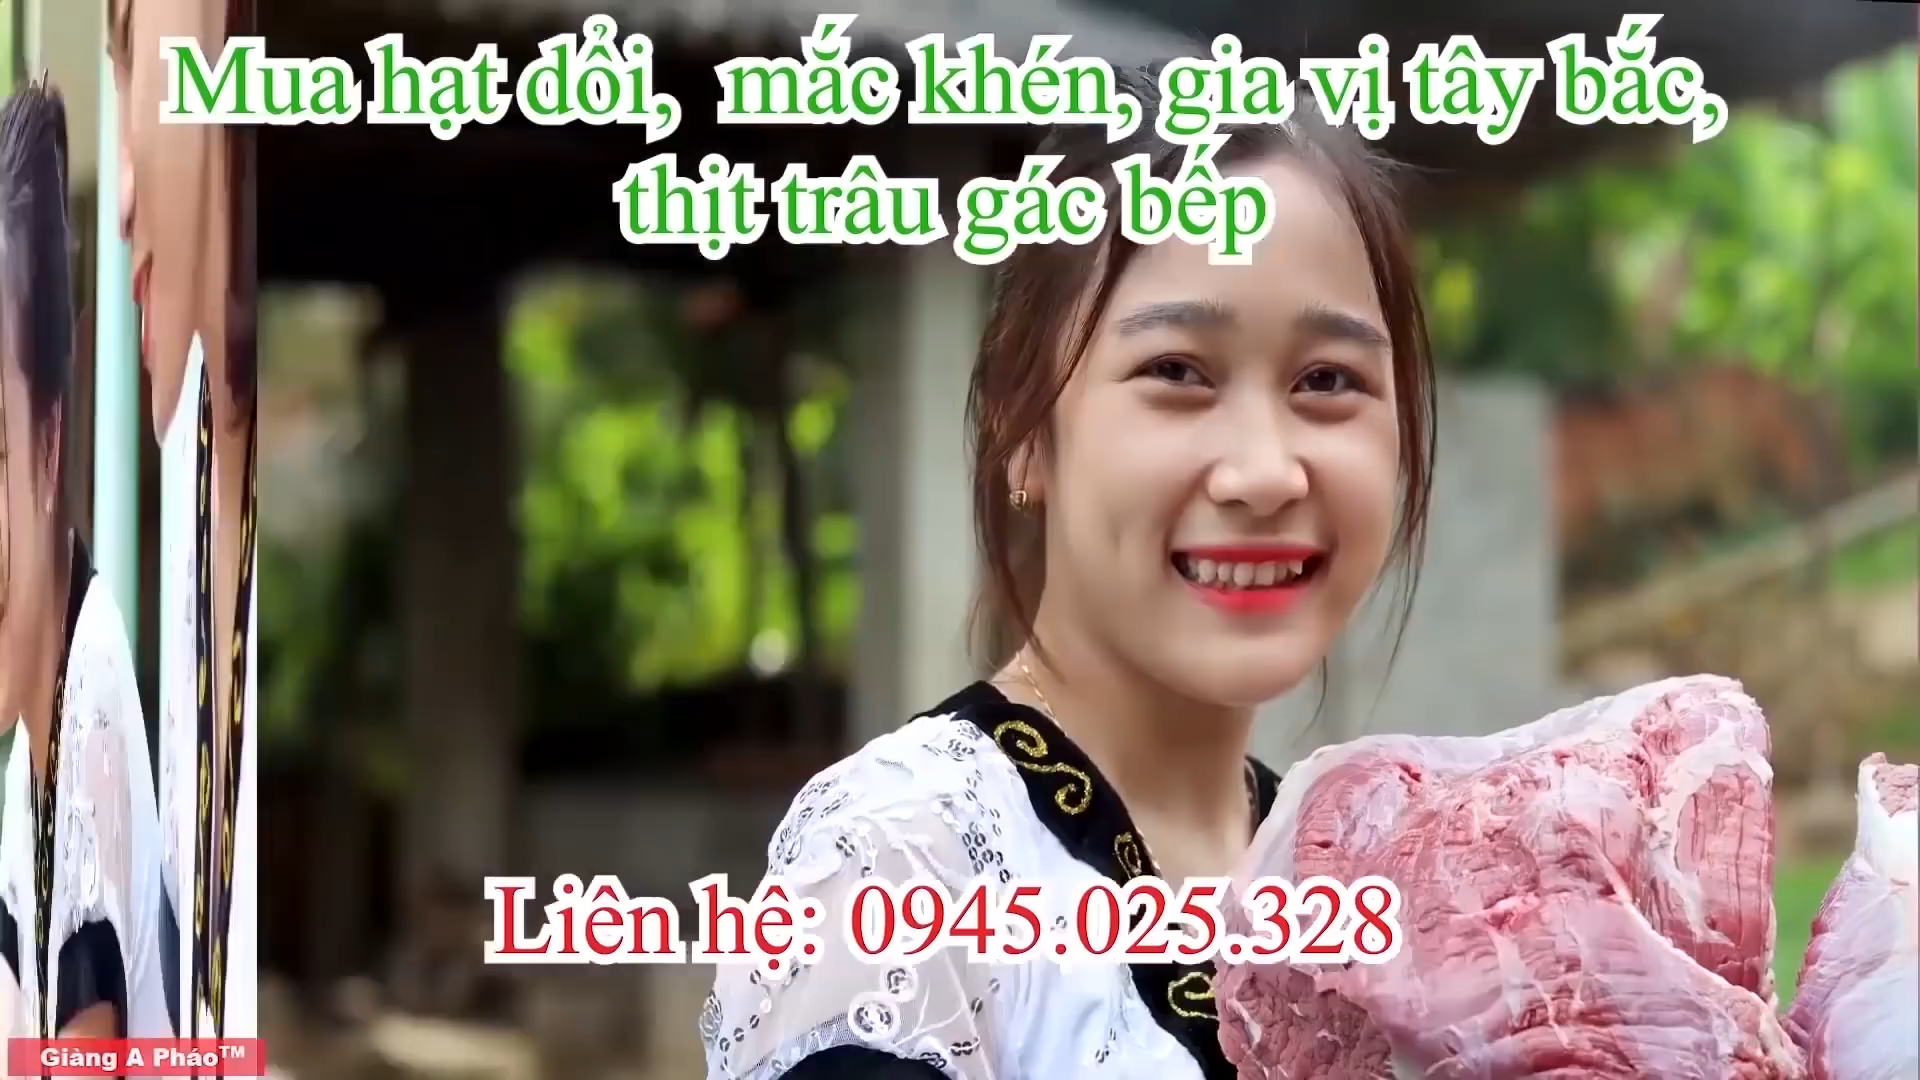 Mua hạt dổi, mắc khén, gia vị tây bắc,
thịt trâu gác bếp
Liên hệ: 0945.025.328
Giàng A Pháo™